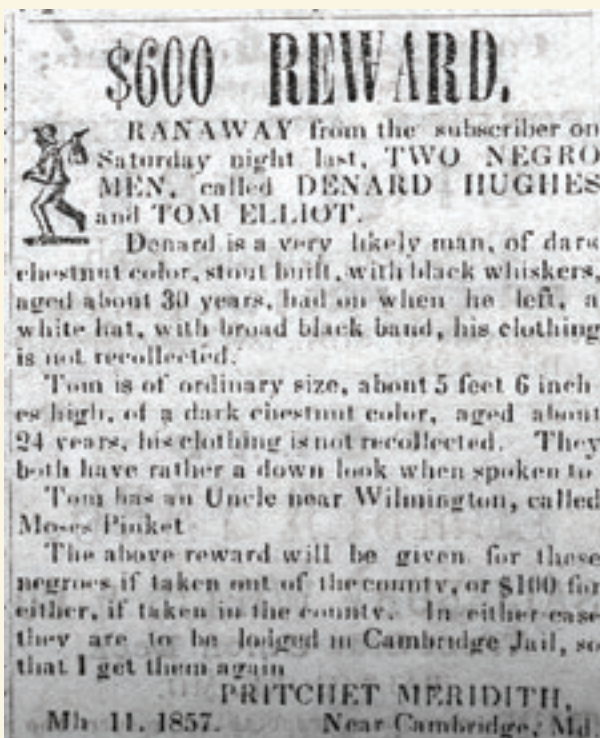 $600 REWARD.
RANAWAY from the subscriber on
Saturday night last, TWO NEGRO
MEN, called DENARD HUGHES
and TOM ELLIOT.
Denard is a very likely man, of dark
chestnut color, stout built, with black whiskers,
aged about 30 years, had on when he left, a
white hat, with broad black band, his clothing
is not recollected.
Tom is of ordinary size, about 5 feet 6 inch
es high, of a dark chestnut color, aged about
24 years, his clothing is not recollected. They
both have rather a down look when spoken to
Tom has an Uncle near Wilmington, called
Moses Pinket
The above reward will be given for these
negroes if taken out of the county, or $100 for
either, if taken in the county. In either case
they are to be lodged in Cambridge Jail, so
that I get them again
PRITCHET MERIDITH,
Mh 11. 1857. Near Cambridge, Md.